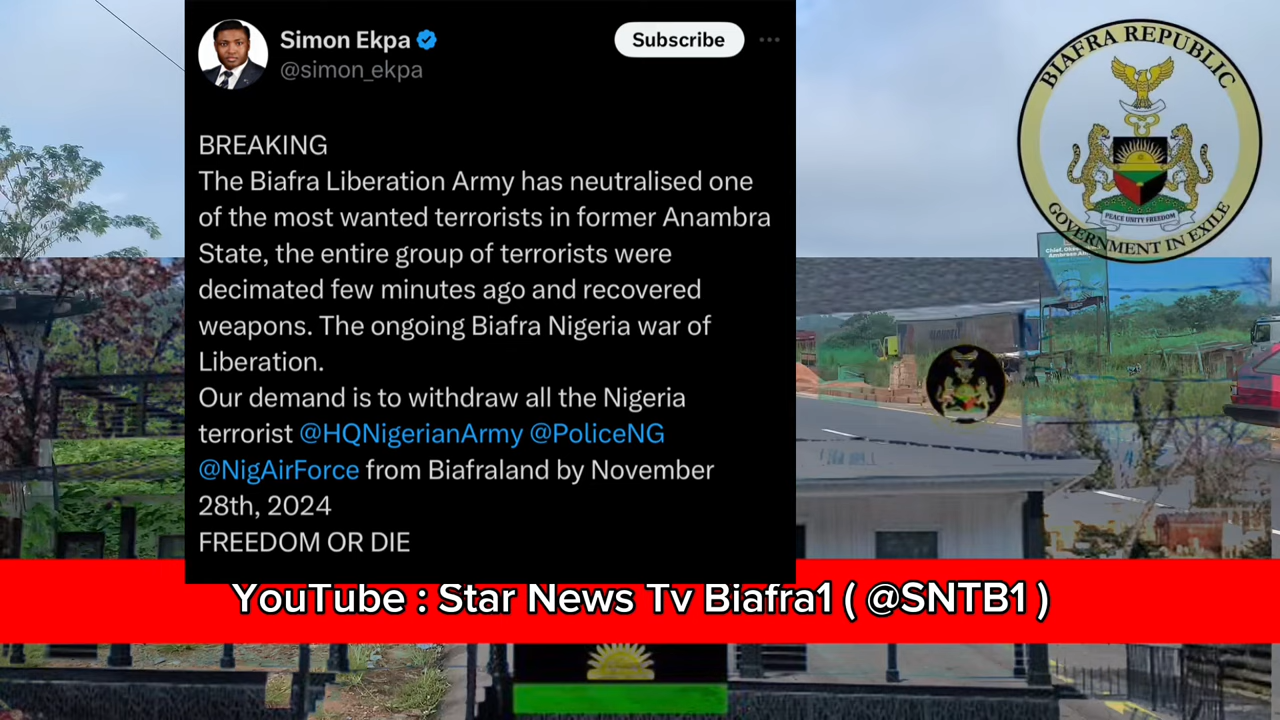 Simon Ekpa
@simon_ekpa
Subscribe
BREAKING
The Biafra Liberation Army has neutralised one
of the most wanted terrorists in former Anambra
State, the entire group of terrorists were
decimated few minutes ago and recovered
weapons. The ongoing Biafra Nigeria war of
Liberation.
Our demand is to withdraw all the Nigeria
terrorist @HQNigerianArmy @PoliceNG
@NigAirForce from Biafraland by November
28th, 2024
FREEDOM OR DIE
BIAFRA REPUBLIC
PEACE UNITY FREEDOM
GOVERNMENT IN EXILE
YouTube : Star News Tv Biafra1 ( @SNTB1 )